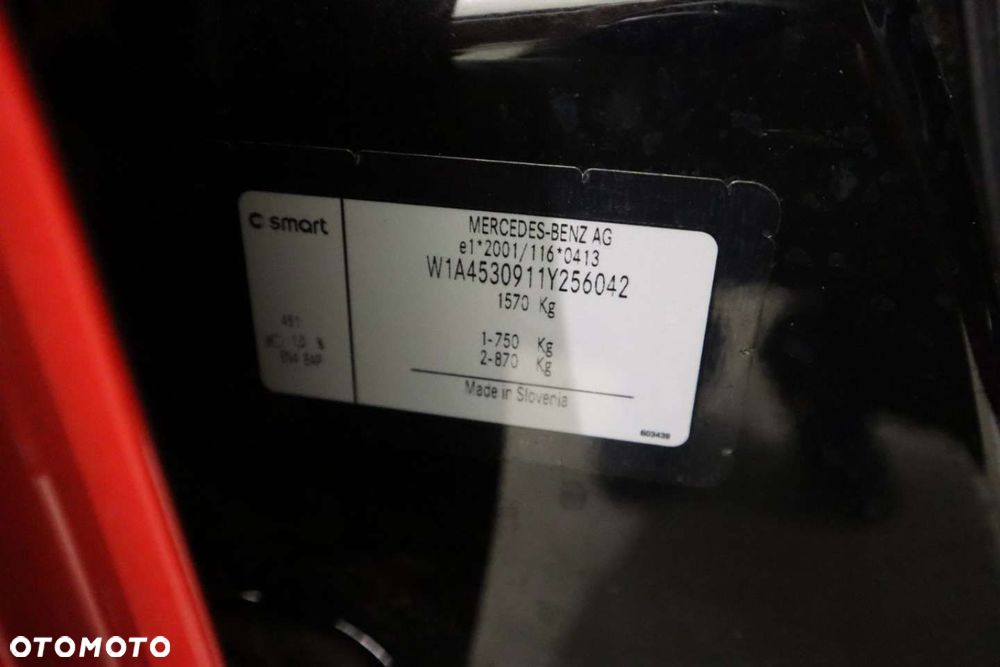 smart
MERCEDES-BENZ AG
e1*2001/116*0413
W1A4530911Y256042
1570 Kg
1-750 Kg
2-870 Kg
Made in Slovenia
603439
OTOMOTO